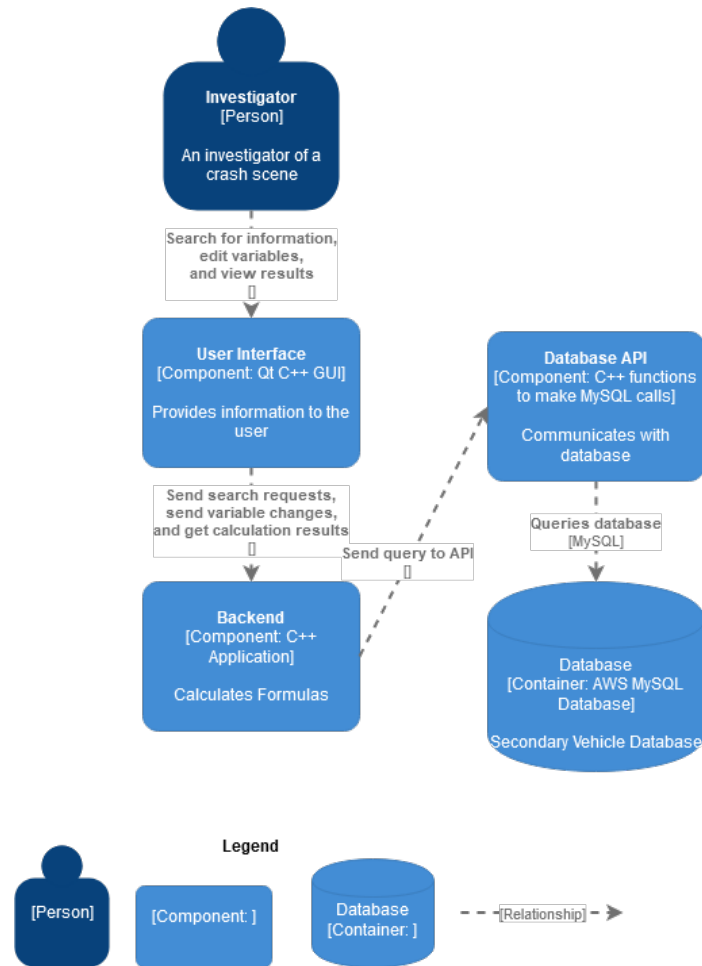 Investigator
[Person]
An investigator of a
crash scene
Search for information,
edit variables,
and view results
[]
User Interface
[Component: Qt C++ GUI]
Provides information to the
user
Send search requests,
send variable changes,
and get calculation results
[]
Backend
[Component: C++
Application]
Calculates Formulas
Send query to API
[]
Database API
[Component: C++ functions
to make MySQL calls]
Communicates with
database
Queries database
[MySQL]
Database
[Container: AWS MySQL
Database]
Secondary Vehicle Database
Legend
[Person]
[Component: ]
Database
[Container: ]
[Relationship]